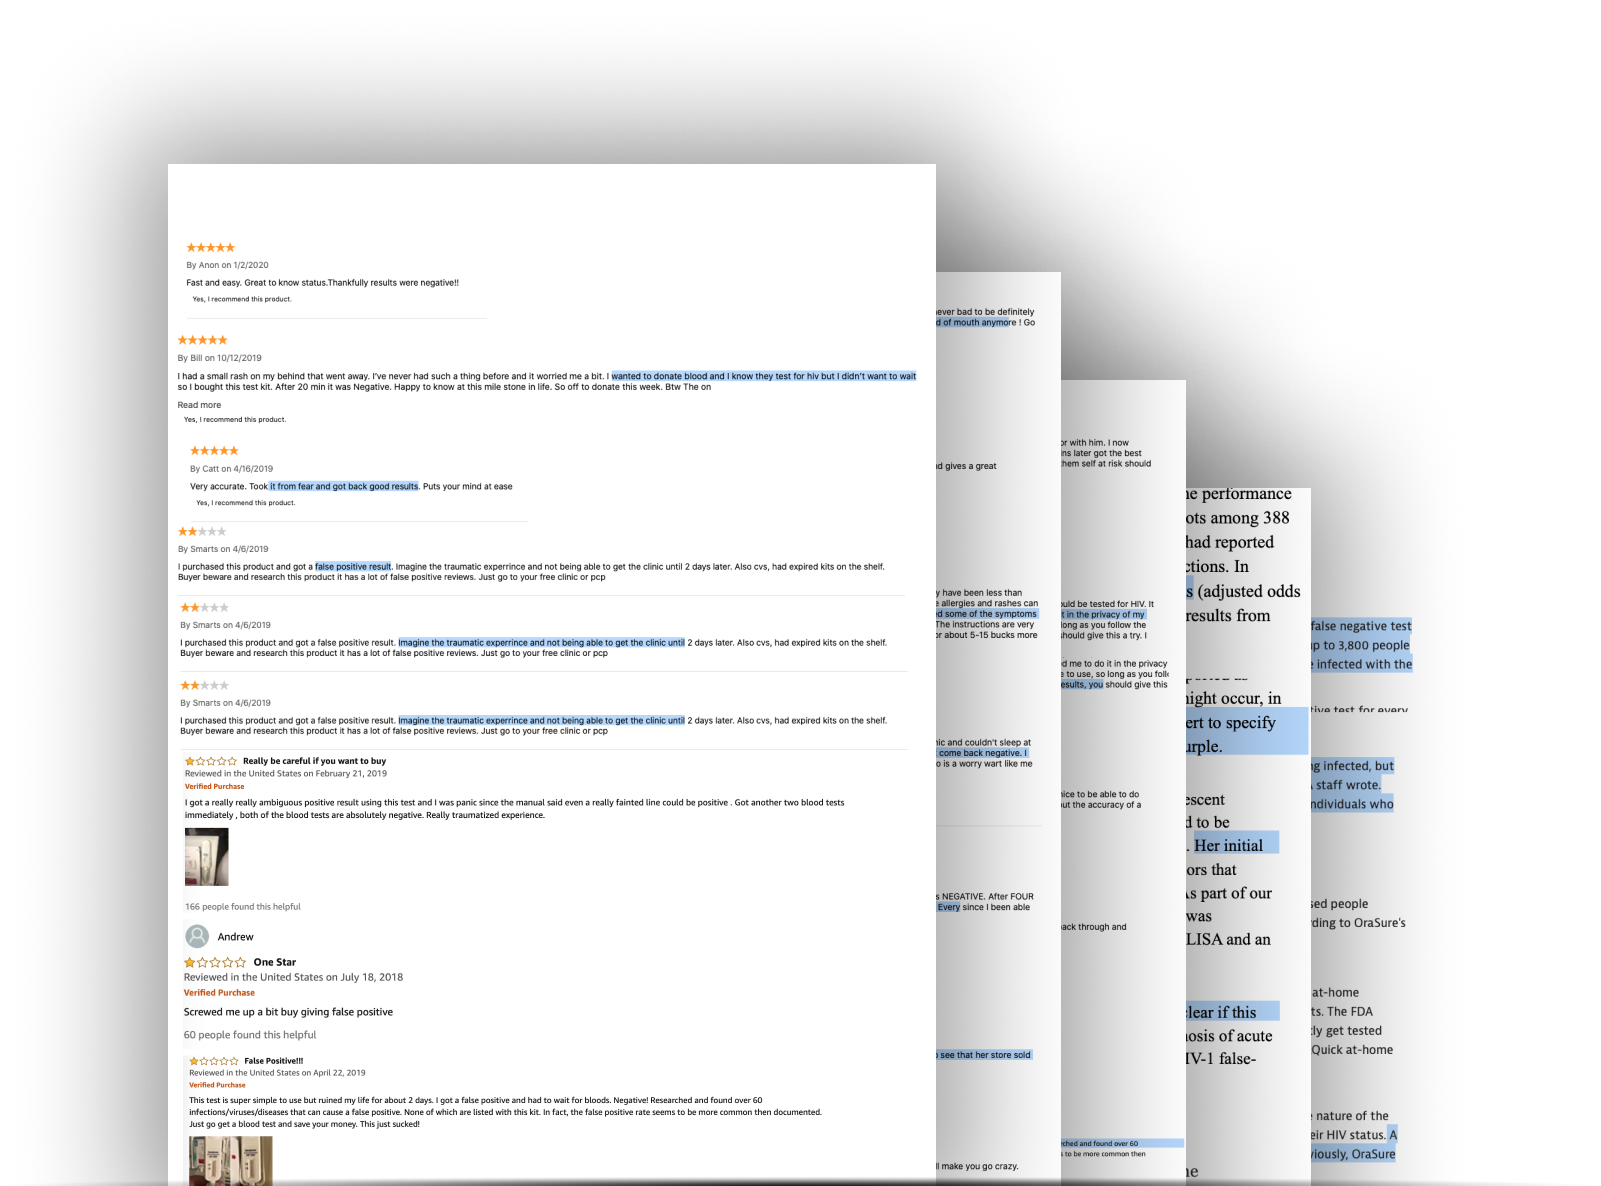 By Anon on 1/2/2020
Fast and easy. Great to know status.Thankfully results were negative!!
Yes, I recommend this product.
By Bill on 10/12/2019
I had a small rash on my behind that went away. I've never had such a thing before and it worried me a bit. I wanted to donate blood and I know they test for hiv but I didn't want to wait
so I bought this test kit. After 20 min it was Negative. Happy to know at this mile stone in life. So off to donate this week. Btw The on
Read more
Yes, I recommend this product.
By Catt on 4/16/2019
Very accurate. Took it from fear and got back good results. Puts your mind at ease
Yes, I recommend this product.
By Smarts on 4/6/2019
I purchased this product and got a false positive result. Imagine the traumatic experrince and not being able to get the clinic until 2 days later. Also cvs, had expired kits on the shelf.
Buyer beware and research this product it has a lot of false positive reviews. Just go to your free clinic or pcp
By Smarts on 4/6/2019
I purchased this product and got a false positive result. Imagine the traumatic experrince and not being able to get the clinic until 2 days later. Also cvs, had expired kits on the shelf.
Buyer beware and research this product it has a lot of false positive reviews. Just go to your free clinic or pcp
By Smarts on 4/6/2019
I purchased this product and got a false positive result. Imagine the traumatic experrince and not being able to get the clinic until 2 days later. Also cvs, had expired kits on the shelf.
Buyer beware and research this product it has a lot of false positive reviews. Just go to your free clinic or pcp
Really be careful if you want to buy
Reviewed in the United States on February 21, 2019
Verified Purchase
I got a really really ambiguous positive result using this test and I was panic since the manual said even a really fainted line could be positive . Got another two blood tests
immediately , both of the blood tests are absolutely negative. Really traumatized experience.
166 people found this helpful
Andrew
One Star
Reviewed in the United States on July 18, 2018
Verified Purchase
Screwed me up a bit buy giving false positive
60 people found this helpful
False Positive!!!
Reviewed in the United States on April 22, 2019
Verified Purchase
This test is super simple to use but ruined my life for about 2 days. I got a false positive and had to wait for bloods. Negative! Researched and found over 60
infections/viruses/diseases that can cause a false positive. None of which are listed with this kit. In fact, the false positive rate seems to be more common then documented.
Just go get a blood test and save your money. This just sucked!
never bad to be definitely
d of mouth anymore ! Go
nd gives a great
y have been less than
e allergies and rashes can
d some of the symptoms
The instructions are very
or about 5-15 bucks more
nic and couldn't sleep at
come back negative. I
o is a worry wart like me
s NEGATIVE. After FOUR
Every since I been able
o see that her store sold
ll make you go crazy.
or with him. I now
ns later got the best
hem self at risk should
ould be tested for HIV. It
t in the privacy of my
long as you follow the
should give this a try. I
d me to do it in the privacy
e to use, so long as you foll
esults, you should give this
nice to be able to do
ut the accuracy of a
ack through and
rched and found over 60
s to be more common then
ne performance
ots among 388
had reported
ctions. In
s (adjusted odds
results from
might occur, in
ert to specify
urple.
escent
d to be
. Her initial
ors that
As part of our
was
LISA and an
lear if this
nosis of acute
IV-1 false-
ne
false negative test
up to 3,800 people
e infected with the
tive test for every
ng infected, but
A staff wrote.
ndividuals who
sed people
rding to OraSure's
at-home
ts. The FDA
tly get tested
Quick at-home
e nature of the
eir HIV status. A
viously, OraSure